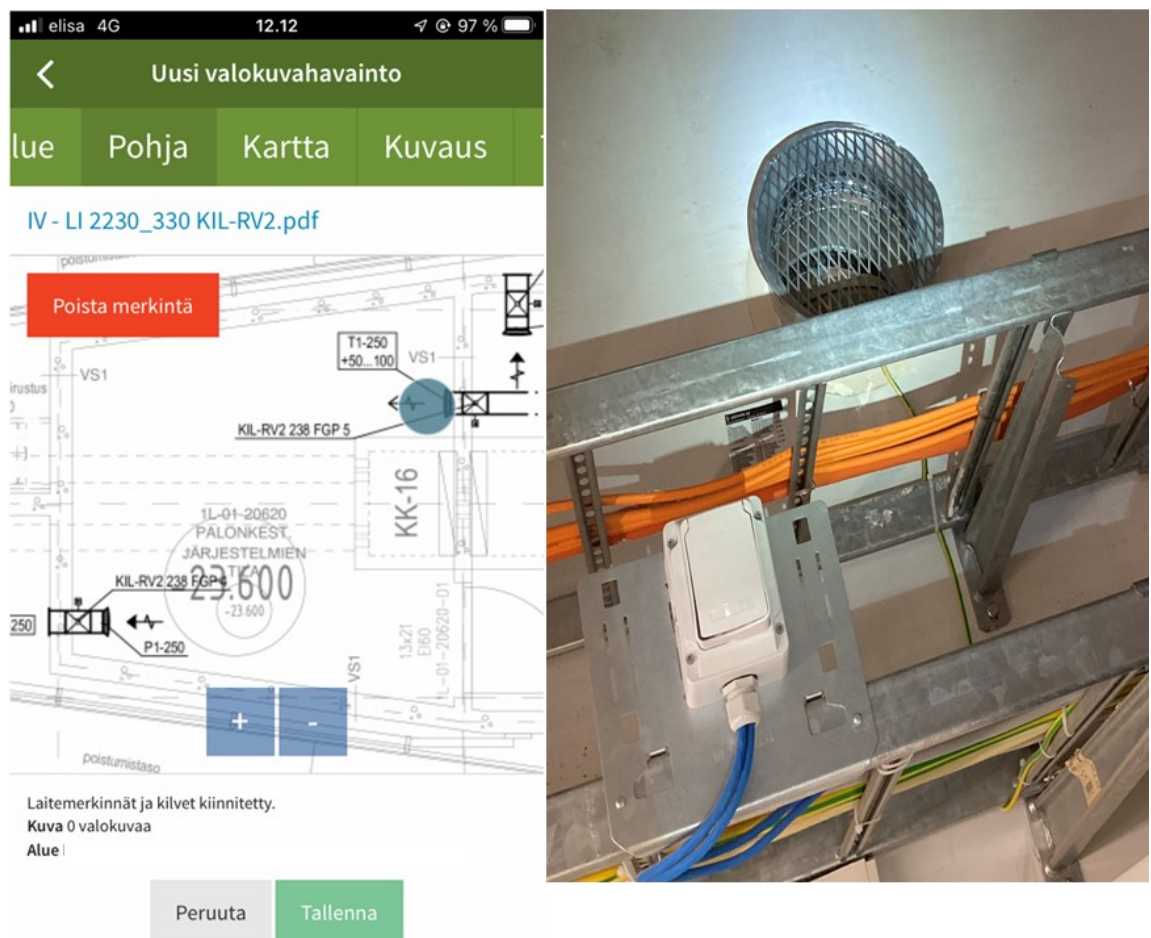 elisa 4G 12.12 97 %
Uusi valokuvahavainto
lue Pohja Kartta Kuvaus
IV - LI 2230_330 KIL-RV2.pdf
Poista merkintä
T1-250
+50...100
VS1
VS1
KIL-RV2 238 FGP 5
KK-16
1L-01-20620
PALONKEST.
JÄRJESTELMIEN
TKA
23.600
-23.600
KIL-RV2 238 FGP
P1-250
250
13x21
EI60
1L-01-20620-01
VS1
+ -
poistumistaso
Laitemerkinnät ja kilvet kiinnitetty.
Kuva 0 valokuvaa
Alue
Peruuta Tallenna